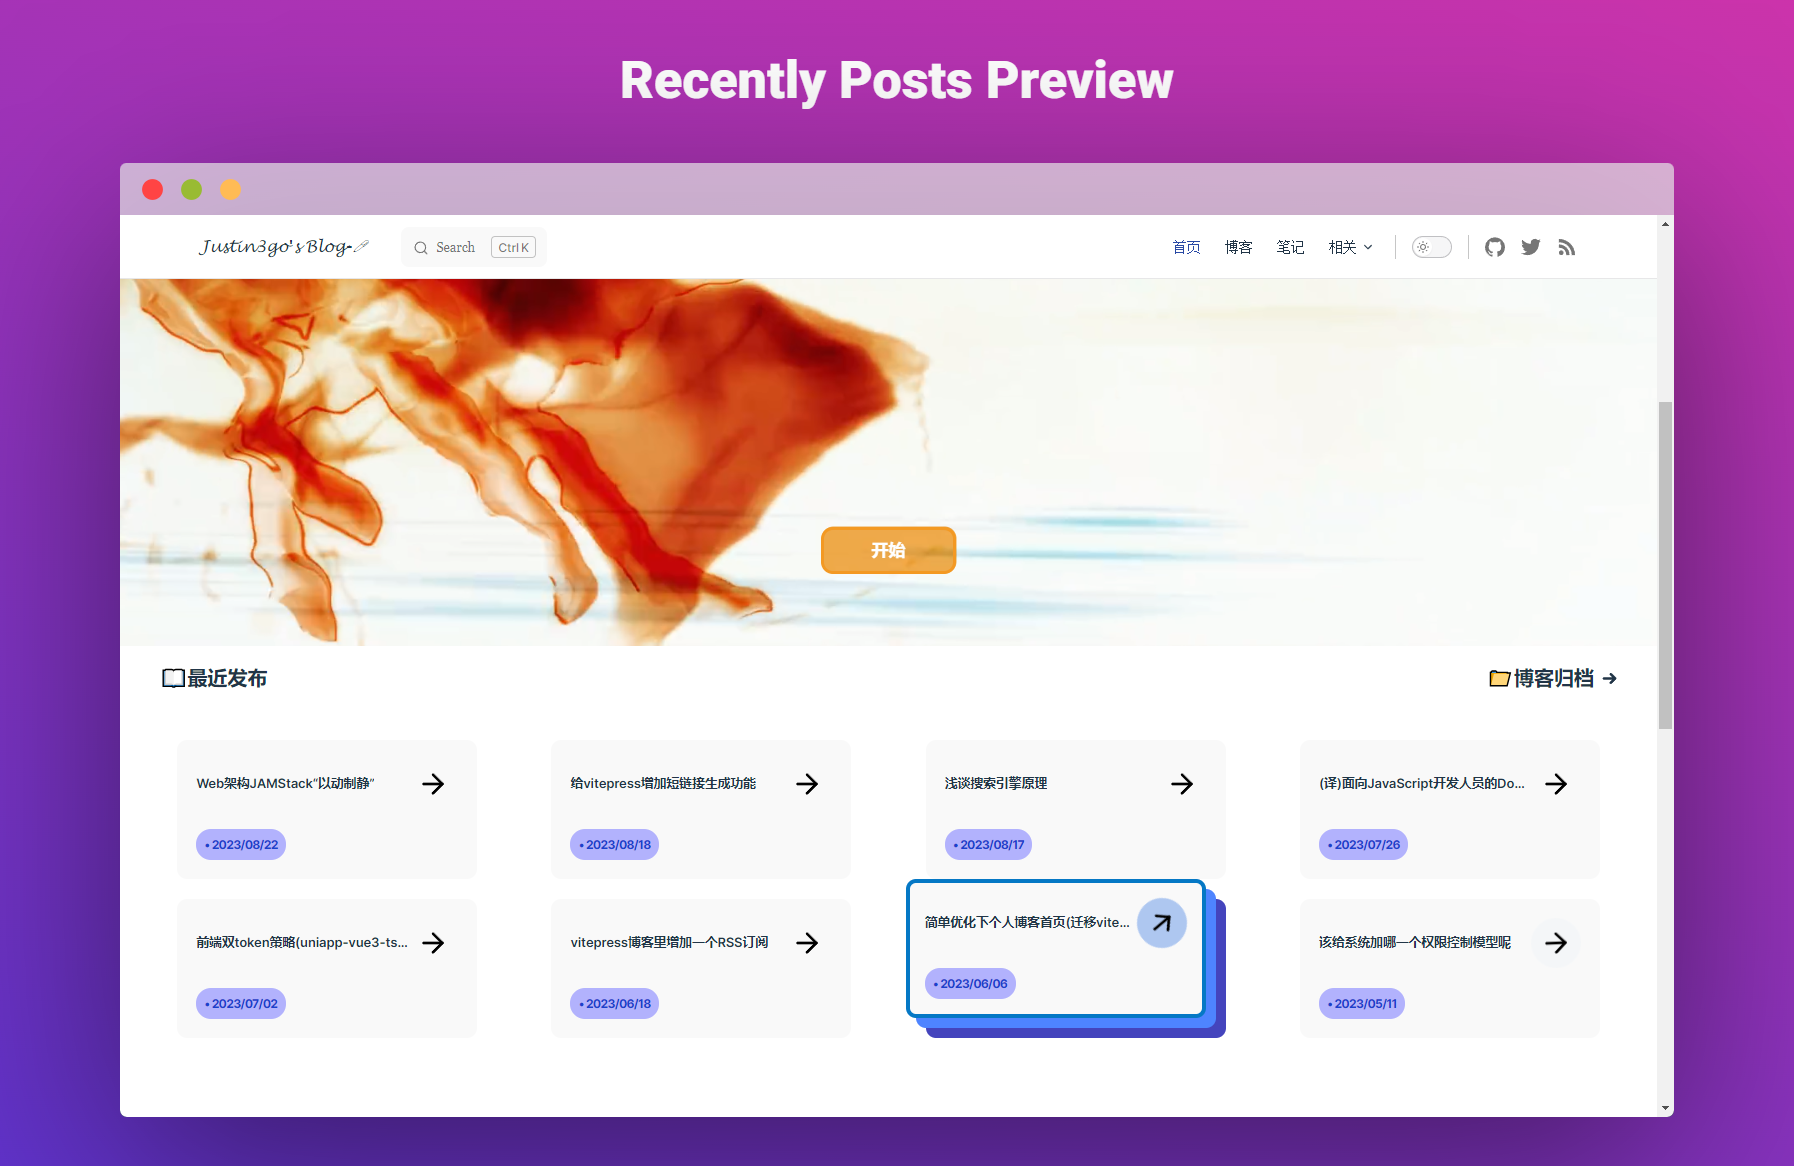 Recently Posts Preview
Justin3go's Blog-🖊
Search
Ctrl K
首页
博客
笔记
相关
开始
📖最近发布
📂博客归档 →
Web架构JAMStack“以动制静”
给vitepress增加短链接生成功能
浅谈搜索引擎原理
(译)面向JavaScript开发人员的Do...
• 2023/08/22
• 2023/08/18
• 2023/08/17
• 2023/07/26
前端双token策略(uniapp-vue3-ts...
vitepress博客里增加一个RSS订阅
简单优化下个人博客首页(迁移vite...
该给系统加哪一个权限控制模型呢
• 2023/07/02
• 2023/06/18
• 2023/06/06
• 2023/05/11